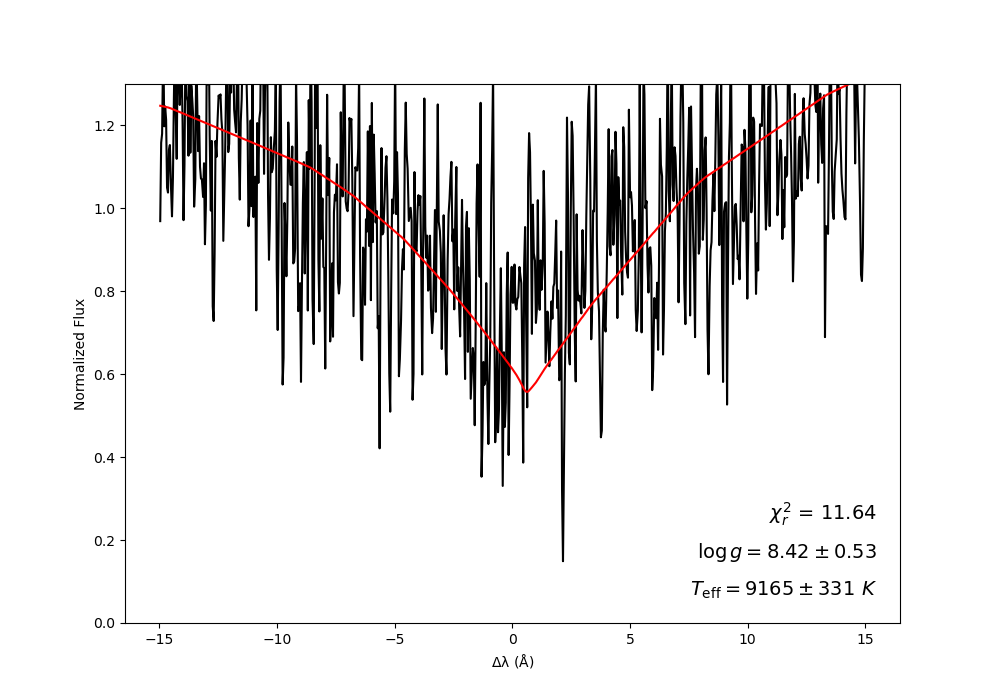 1.2
1.0
0.8
0.6
0.4
0.2
0.0
Normalized Flux
χ²ᵣ = 11.64
log g = 8.42 ± 0.53
T_eff = 9165 ± 331 K
−15 −10 −5 0 5 10 15
Δλ (Å)